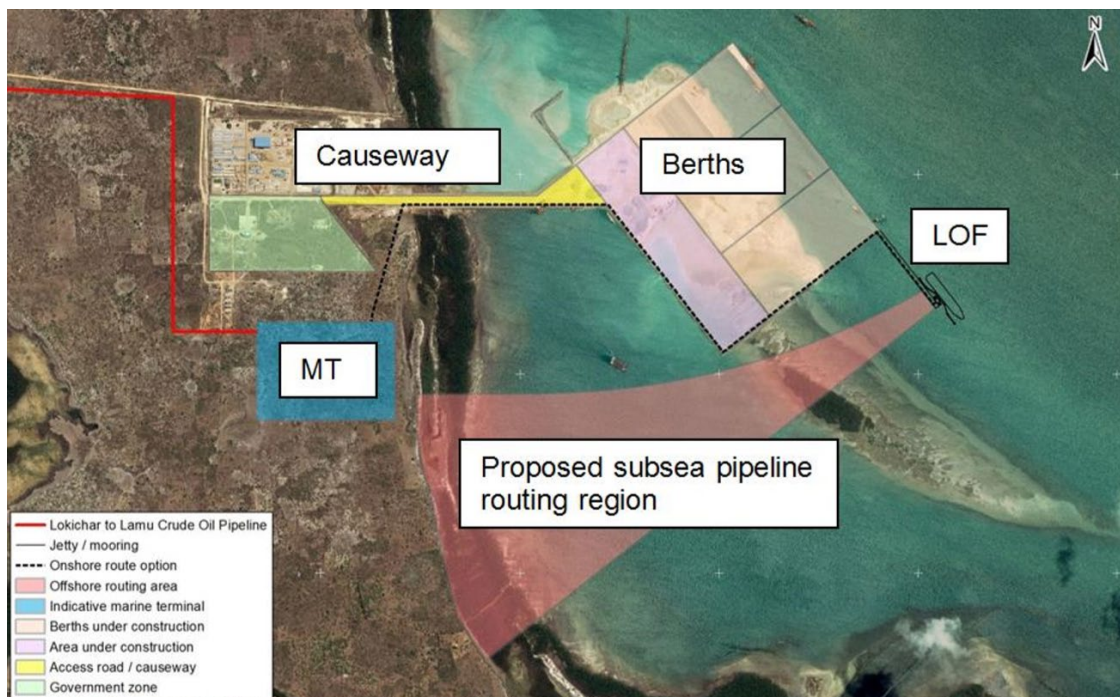 N
Causeway
Berths
LOF
MT
Proposed subsea pipeline
routing region
Lokichar to Lamu Crude Oil Pipeline
Jetty / mooring
Onshore route option
Offshore routing area
Indicative marine terminal
Berths under construction
Area under construction
Access road / causeway
Government zone